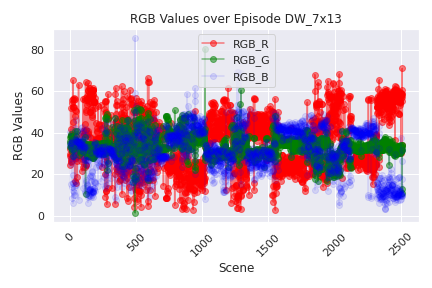 RGB Values over Episode DW_7x13
RGB_R
RGB_G
RGB_B
RGB Values
80
60
40
20
0
0
500
1000
1500
2000
2500
Scene